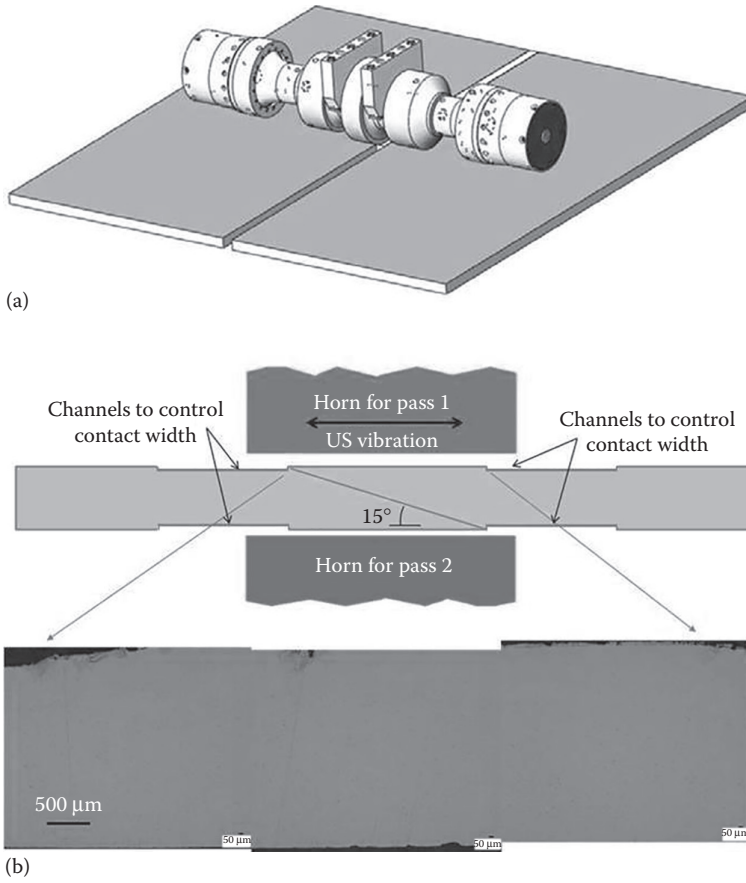 (a)
Horn for pass 1
US vibration
Channels to control
contact width
Channels to control
contact width
15°
Horn for pass 2
500 µm
50 µm
50 µm
50 µm
(b)